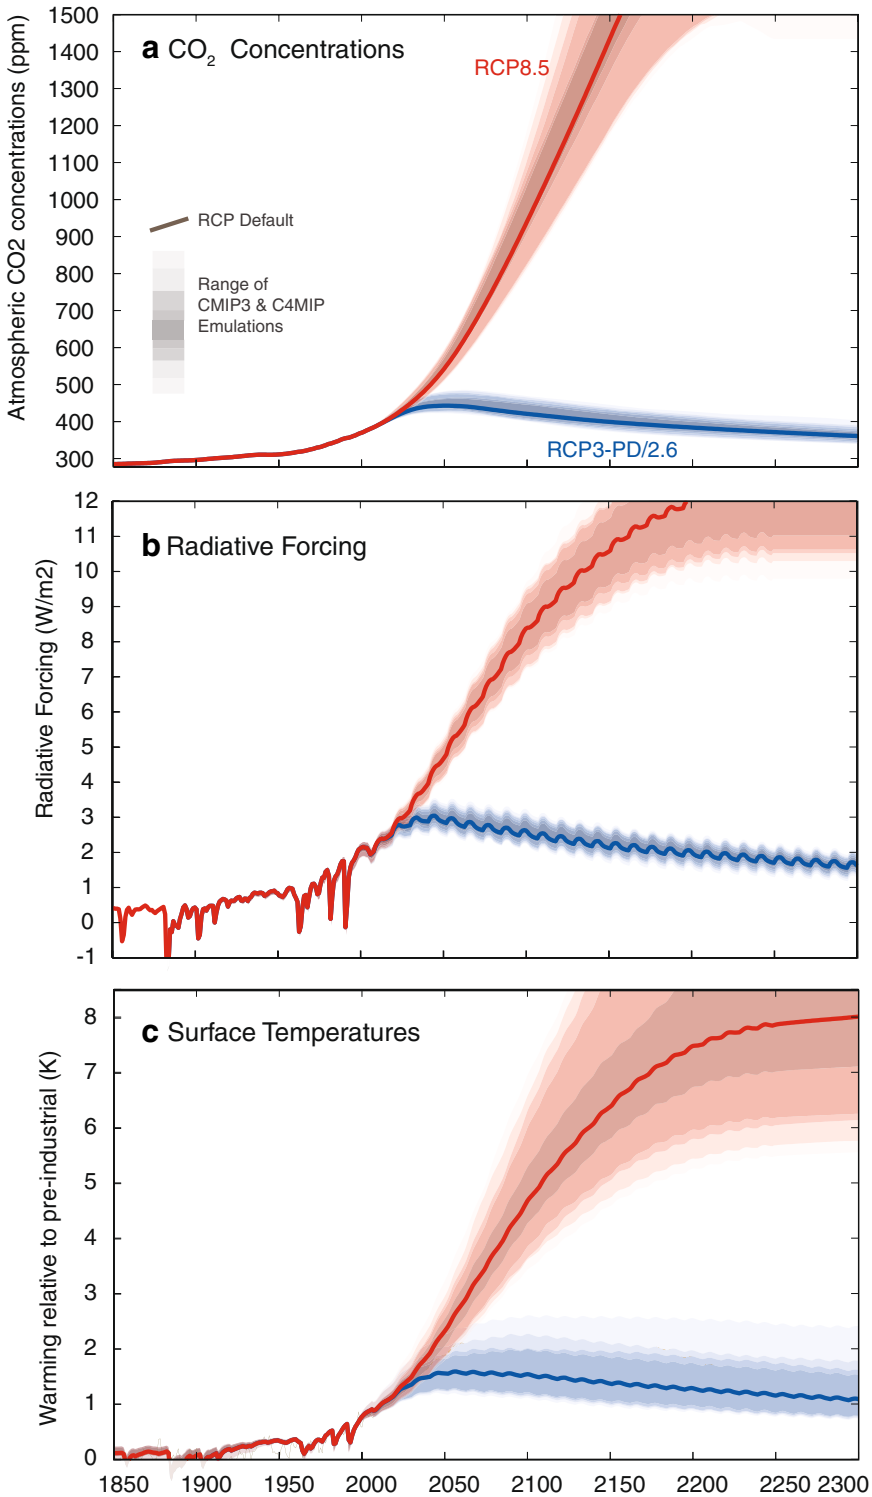 a CO2 Concentrations
Atmospheric CO2 concentrations (ppm)
1500
1400
1300
1200
1100
1000
900
800
700
600
500
400
300
RCP8.5
RCP Default
Range of
CMIP3 & C4MIP
Emulations
RCP3-PD/2.6
b Radiative Forcing
Radiative Forcing (W/m2)
12
11
10
9
8
7
6
5
4
3
2
1
0
-1
c Surface Temperatures
Warming relative to pre-industrial (K)
8
7
6
5
4
3
2
1
0
1850 1900 1950 2000 2050 2100 2150 2200 2250 2300